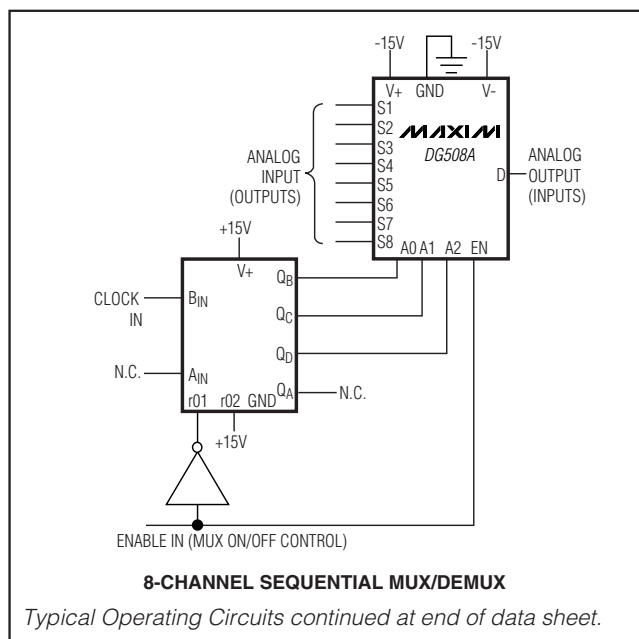 -15V -15V
V+ GND V-
S1
S2
S3
S4
S5
S6
S7
S8
MAXIM
DG508A
ANALOG
INPUT
(OUTPUTS)
D
ANALOG
OUTPUT
(INPUTS)
A0 A1 A2 EN
+15V
V+
QB
QC
QD
QA
N.C.
CLOCK
IN
BIN
N.C.
AIN
r01 r02 GND
+15V
ENABLE IN (MUX ON/OFF CONTROL)
8-CHANNEL SEQUENTIAL MUX/DEMUX
Typical Operating Circuits continued at end of data sheet.